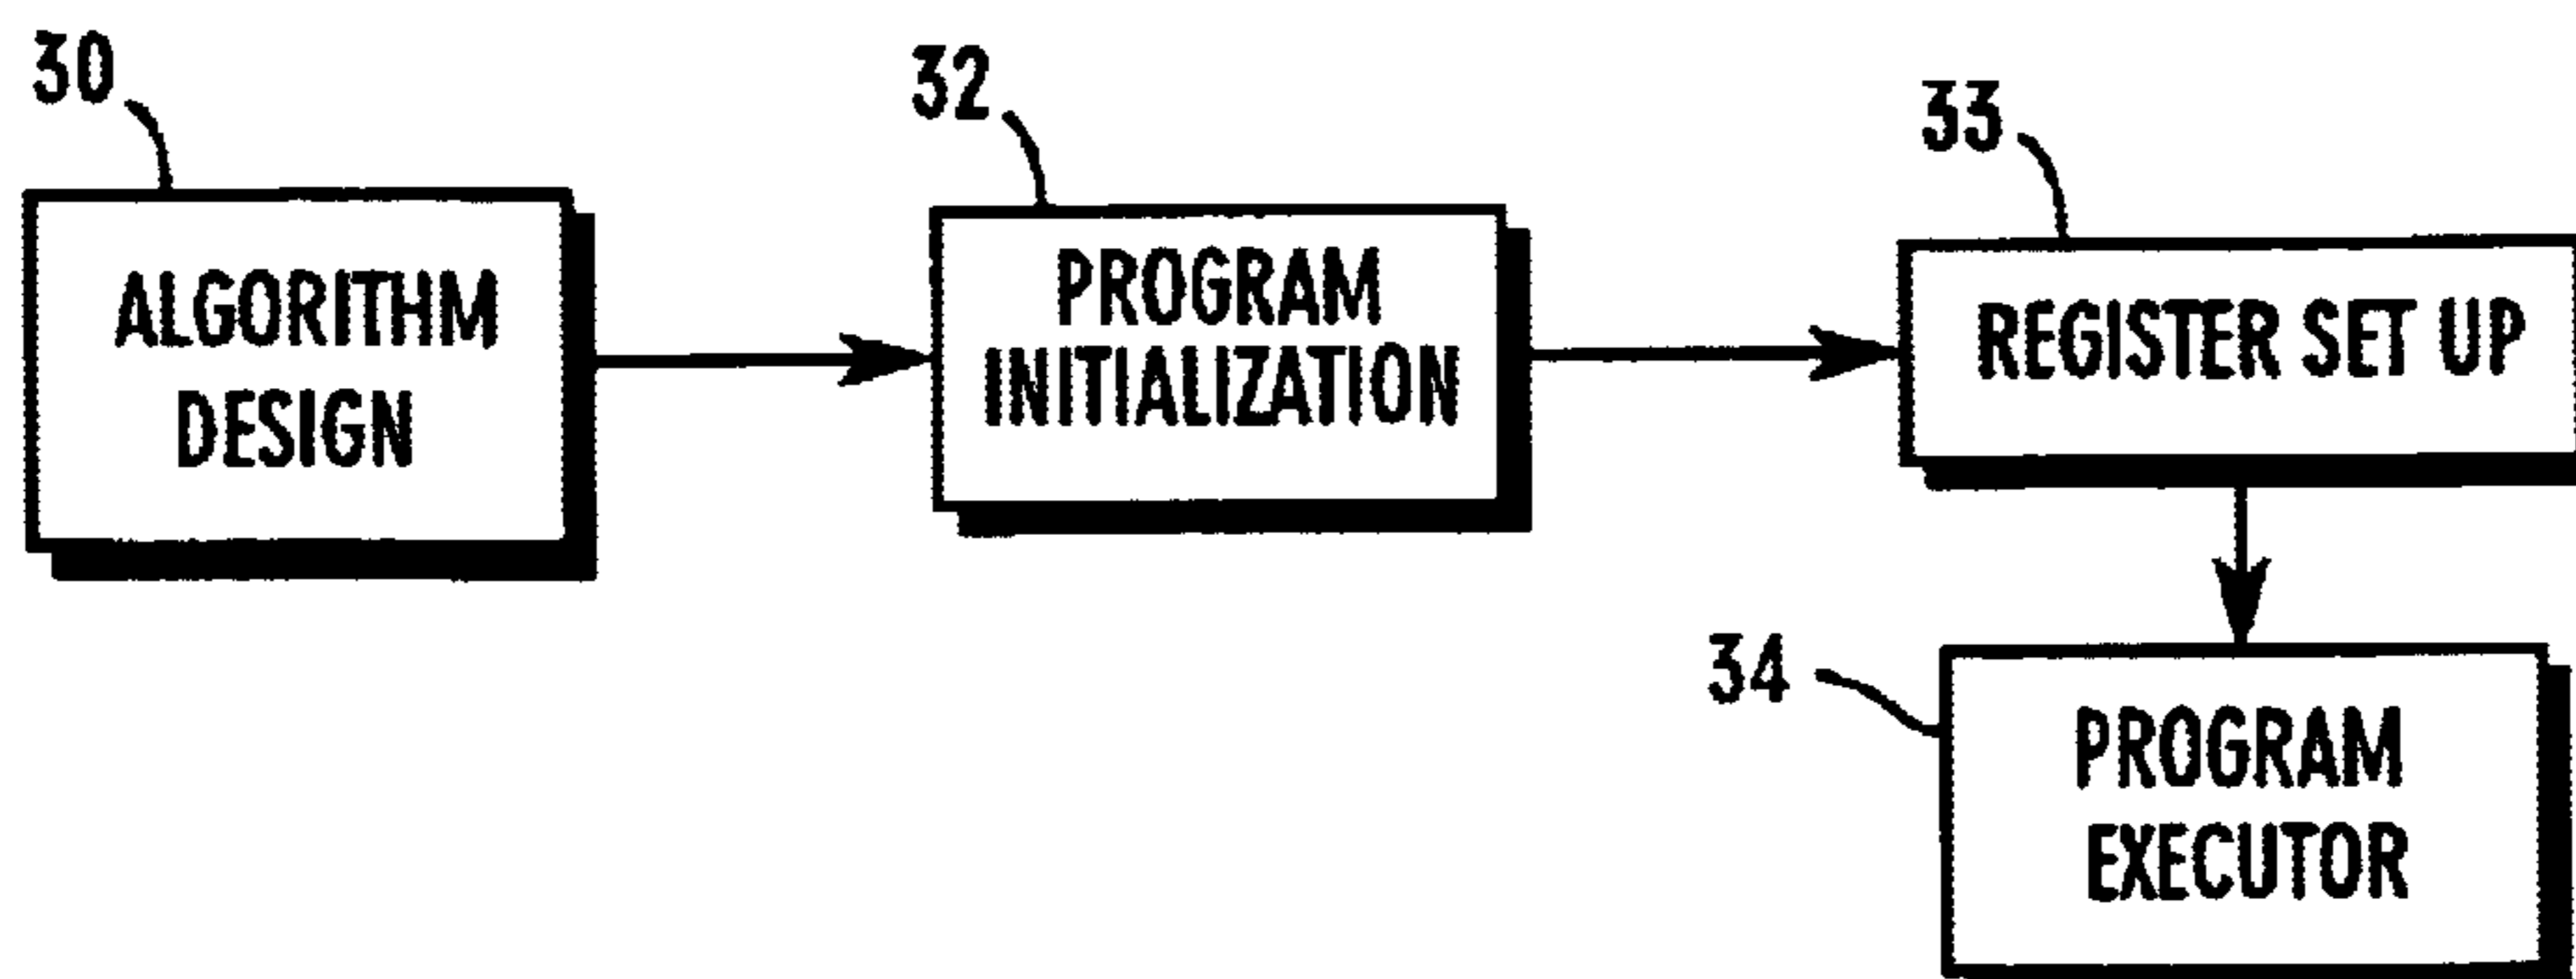 30
ALGORITHM
DESIGN
32
PROGRAM
INITIALIZATION
33
REGISTER SET UP
34
PROGRAM
EXECUTOR